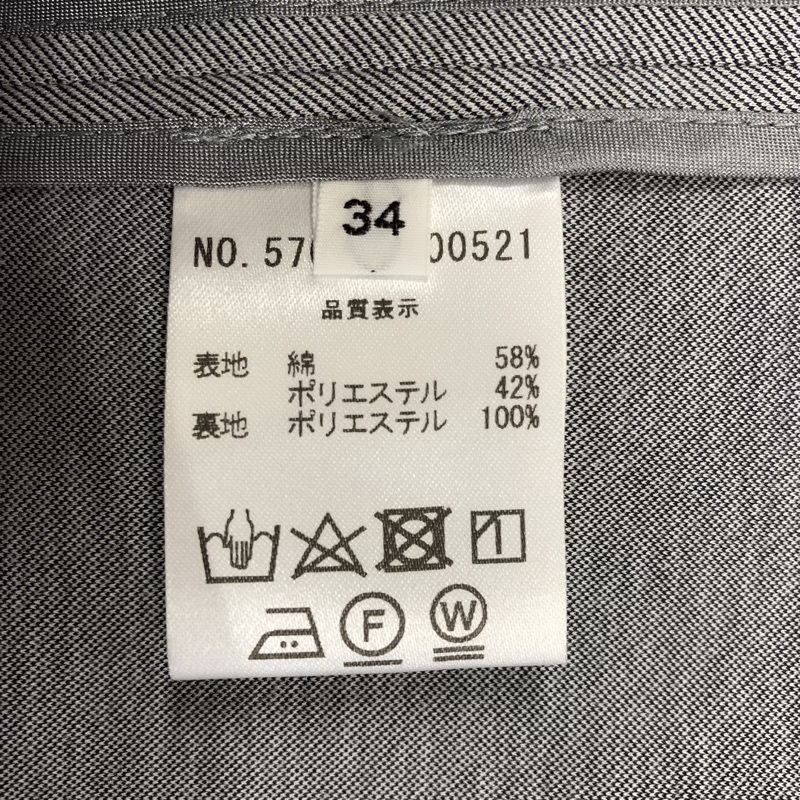 34
NO. 57 00521
品質表示
表地 綿 58%
ポリエステル 42%
裏地 ポリエステル 100%
F
W